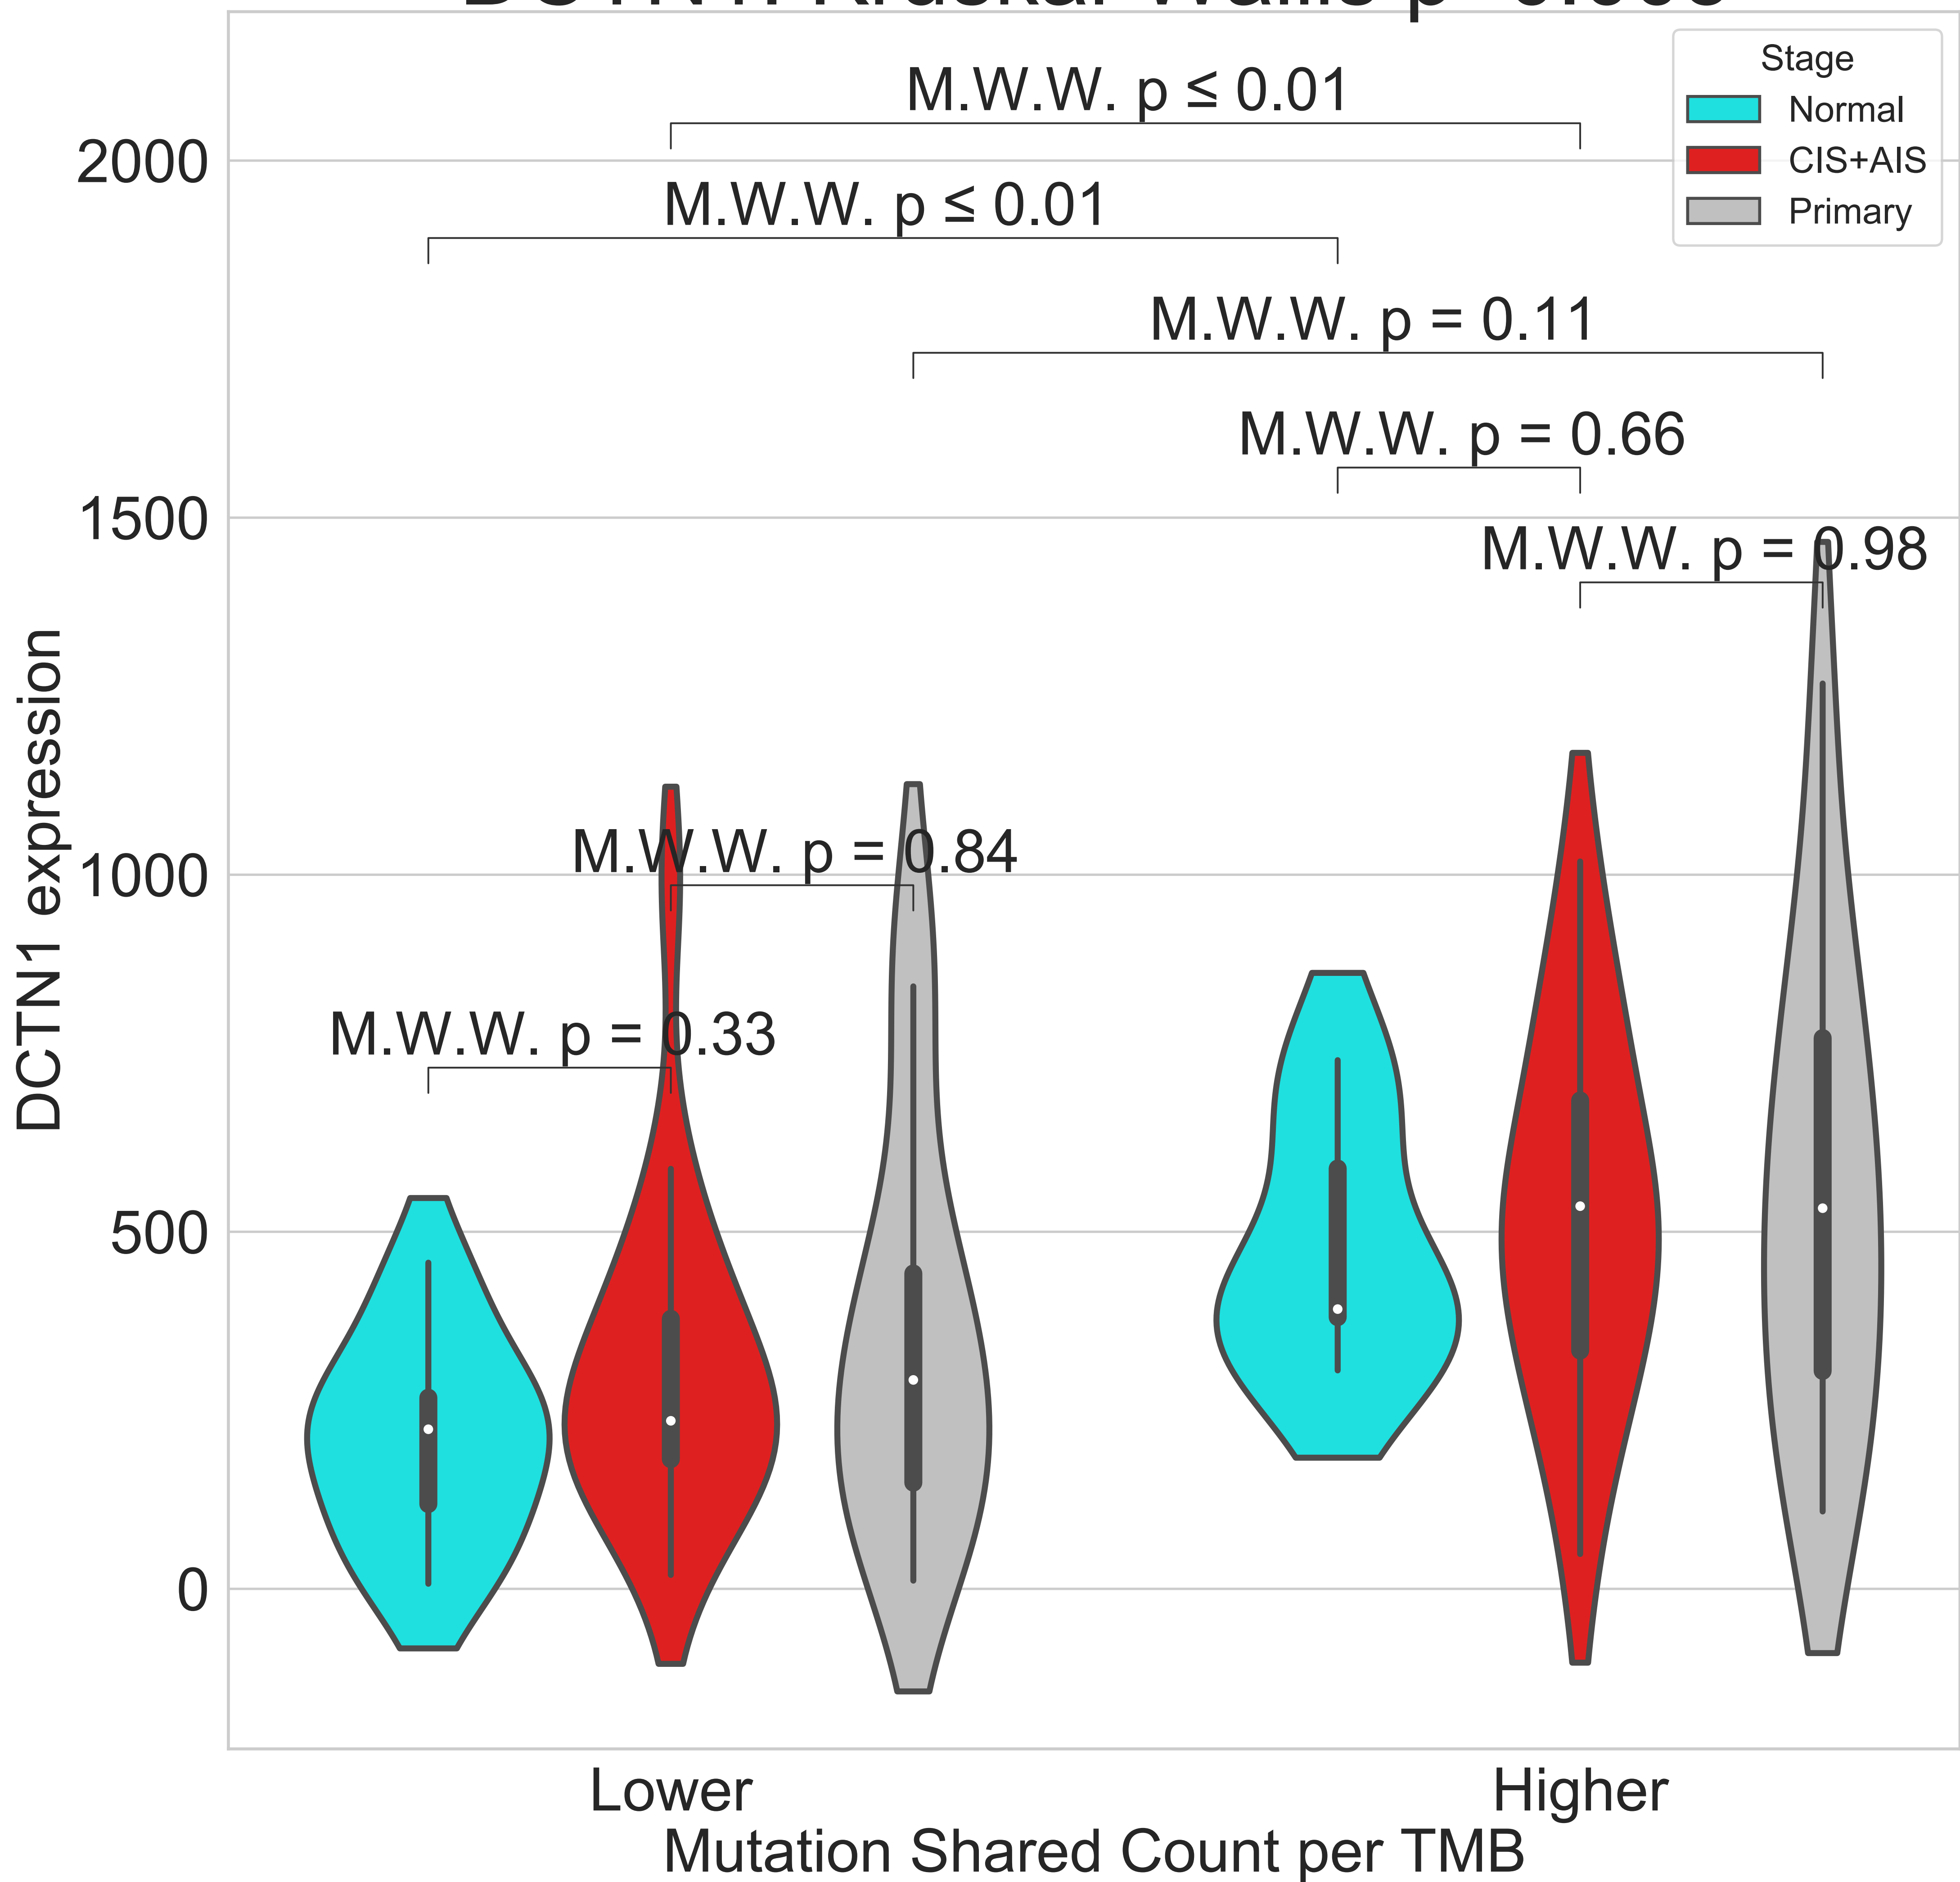 Stage
Normal
CIS+AIS
Primary
M.W.W. p ≤ 0.01
M.W.W. p ≤ 0.01
M.W.W. p = 0.11
M.W.W. p = 0.66
M.W.W. p = 0.98
M.W.W. p = 0.84
M.W.W. p = 0.33
2000
1500
1000
500
0
DCTN1 expression
Lower
Higher
Mutation Shared Count per TMB